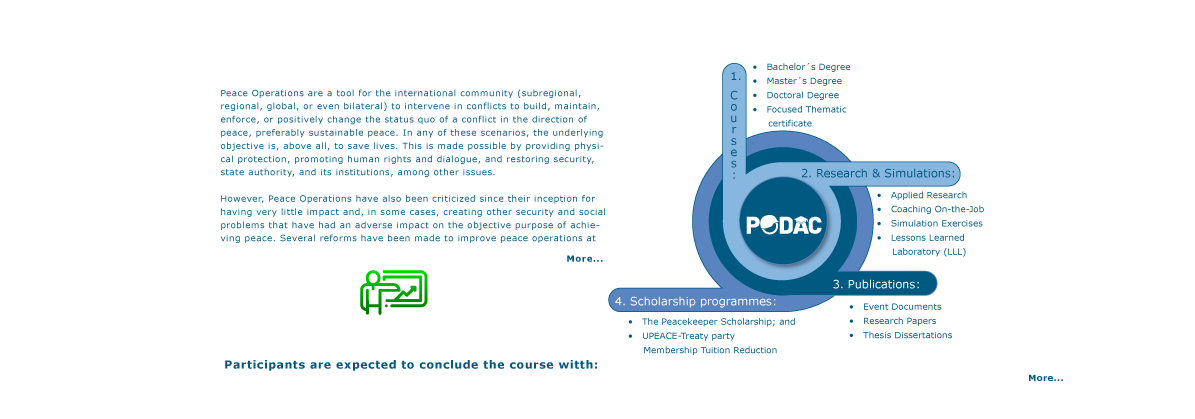 Peace Operations are a tool for the international community (subregional,
regional, global, or even bilateral) to intervene in conflicts to build, maintain,
enforce, or positively change the status quo of a conflict in the direction of
peace, preferably sustainable peace. In any of these scenarios, the underlying
objective is, above all, to save lives. This is made possible by providing physi-
cal protection, promoting human rights and dialogue, and restoring security,
state authority, and its institutions, among other issues.
However, Peace Operations have also been criticized since their inception for
having very little impact and, in some cases, creating other security and social
problems that have had an adverse impact on the objective purpose of achie-
ving peace. Several reforms have been made to improve peace operations at
More...
Participants are expected to conclude the course witth:
1. Courses:
• Bachelor´s Degree
• Master´s Degree
• Doctoral Degree
• Focused Thematic
certificate
2. Research & Simulations:
• Applied Research
• Coaching On-the-Job
• Simulation Exercises
• Lessons Learned
Laboratory (LLL)
PODAC
3. Publications:
• Event Documents
• Research Papers
• Thesis Dissertations
4. Scholarship programmes:
• The Peacekeeper Scholarship; and
• UPEACE-Treaty party
Membership Tuition Reduction
More...